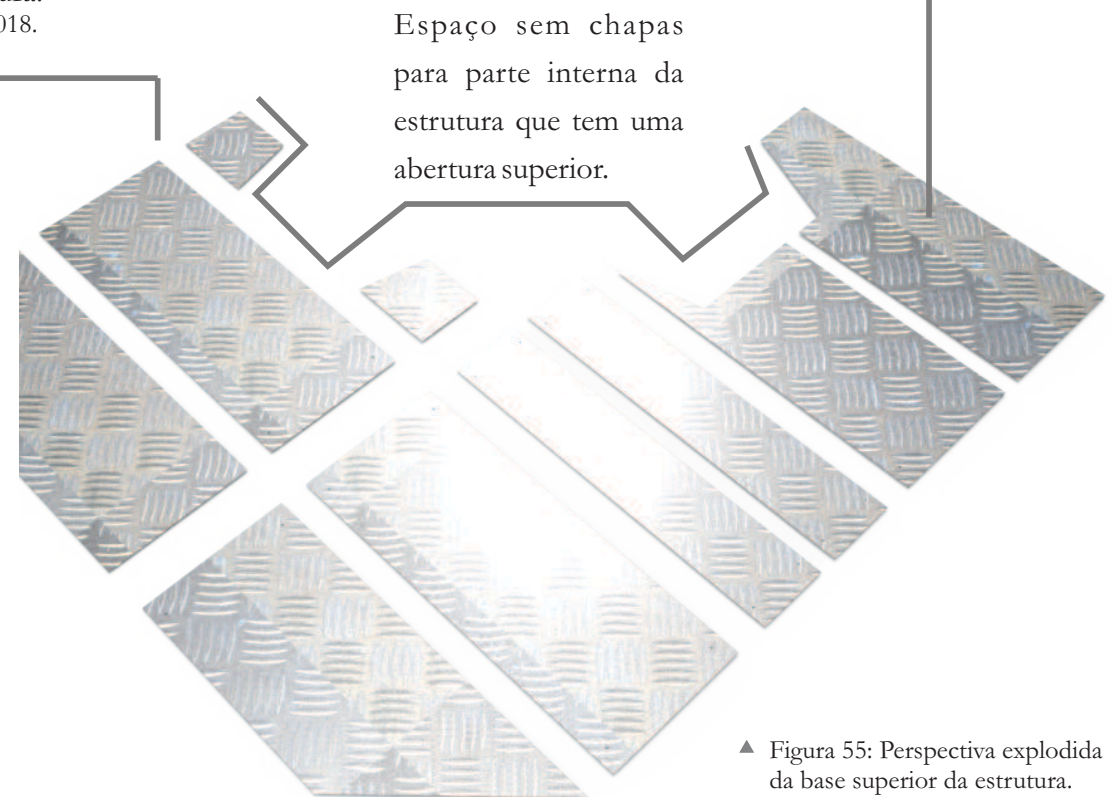 018.
Espaço sem chapas
para parte interna da
estrutura que tem uma
abertura superior.
▲ Figura 55: Perspectiva explodida
da base superior da estrutura.